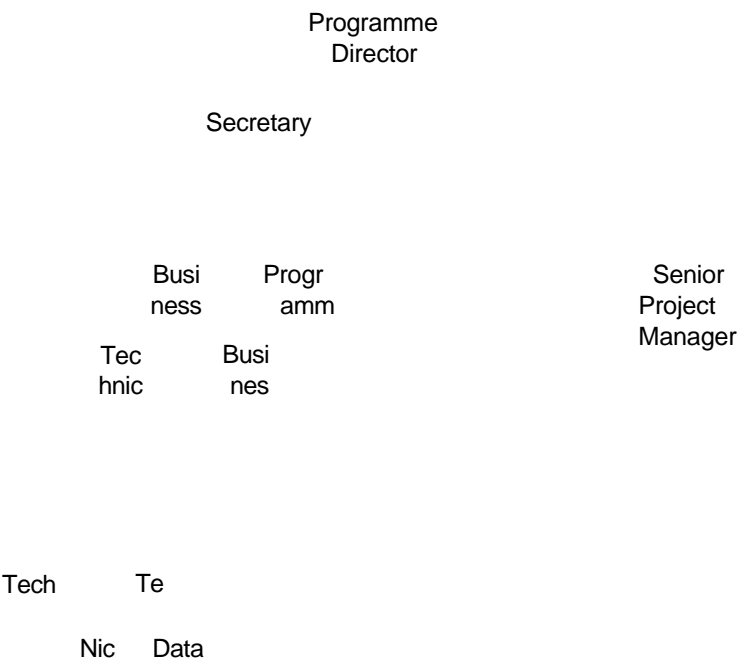 Programme
Director
Secretary
Busi Progr Senior
ness amm Project
Manager
Tec Busi
hnic nes
Tech Te
Nic Data